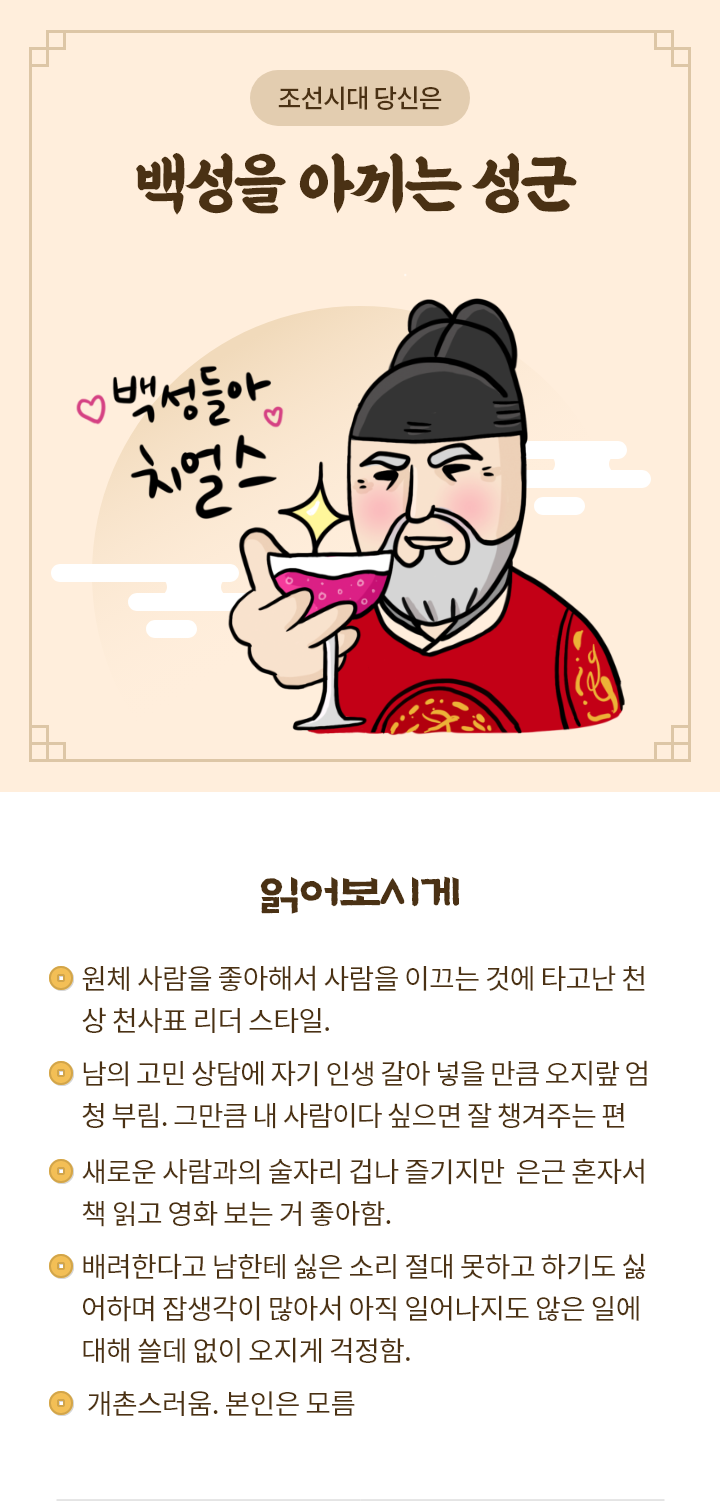 조선시대 당신은
백성을 아끼는 성군
백성들아
치얼스
읽어보시게
원체 사람을 좋아해서 사람을 이끄는 것에 타고난 천
상 천사표 리더 스타일.
남의 고민 상담에 자기 인생 갈아 넣을 만큼 오지랖 엄
청 부림. 그만큼 내 사람이다 싶으면 잘 챙겨주는 편
새로운 사람과의 술자리 겁나 즐기지만 은근 혼자서
책 읽고 영화 보는 거 좋아함.
배려한다고 남한테 싫은 소리 절대 못하고 하기도 싫
어하며 잡생각이 많아서 아직 일어나지도 않은 일에
대해 쓸데 없이 오지게 걱정함.
개촌스러움. 본인은 모름